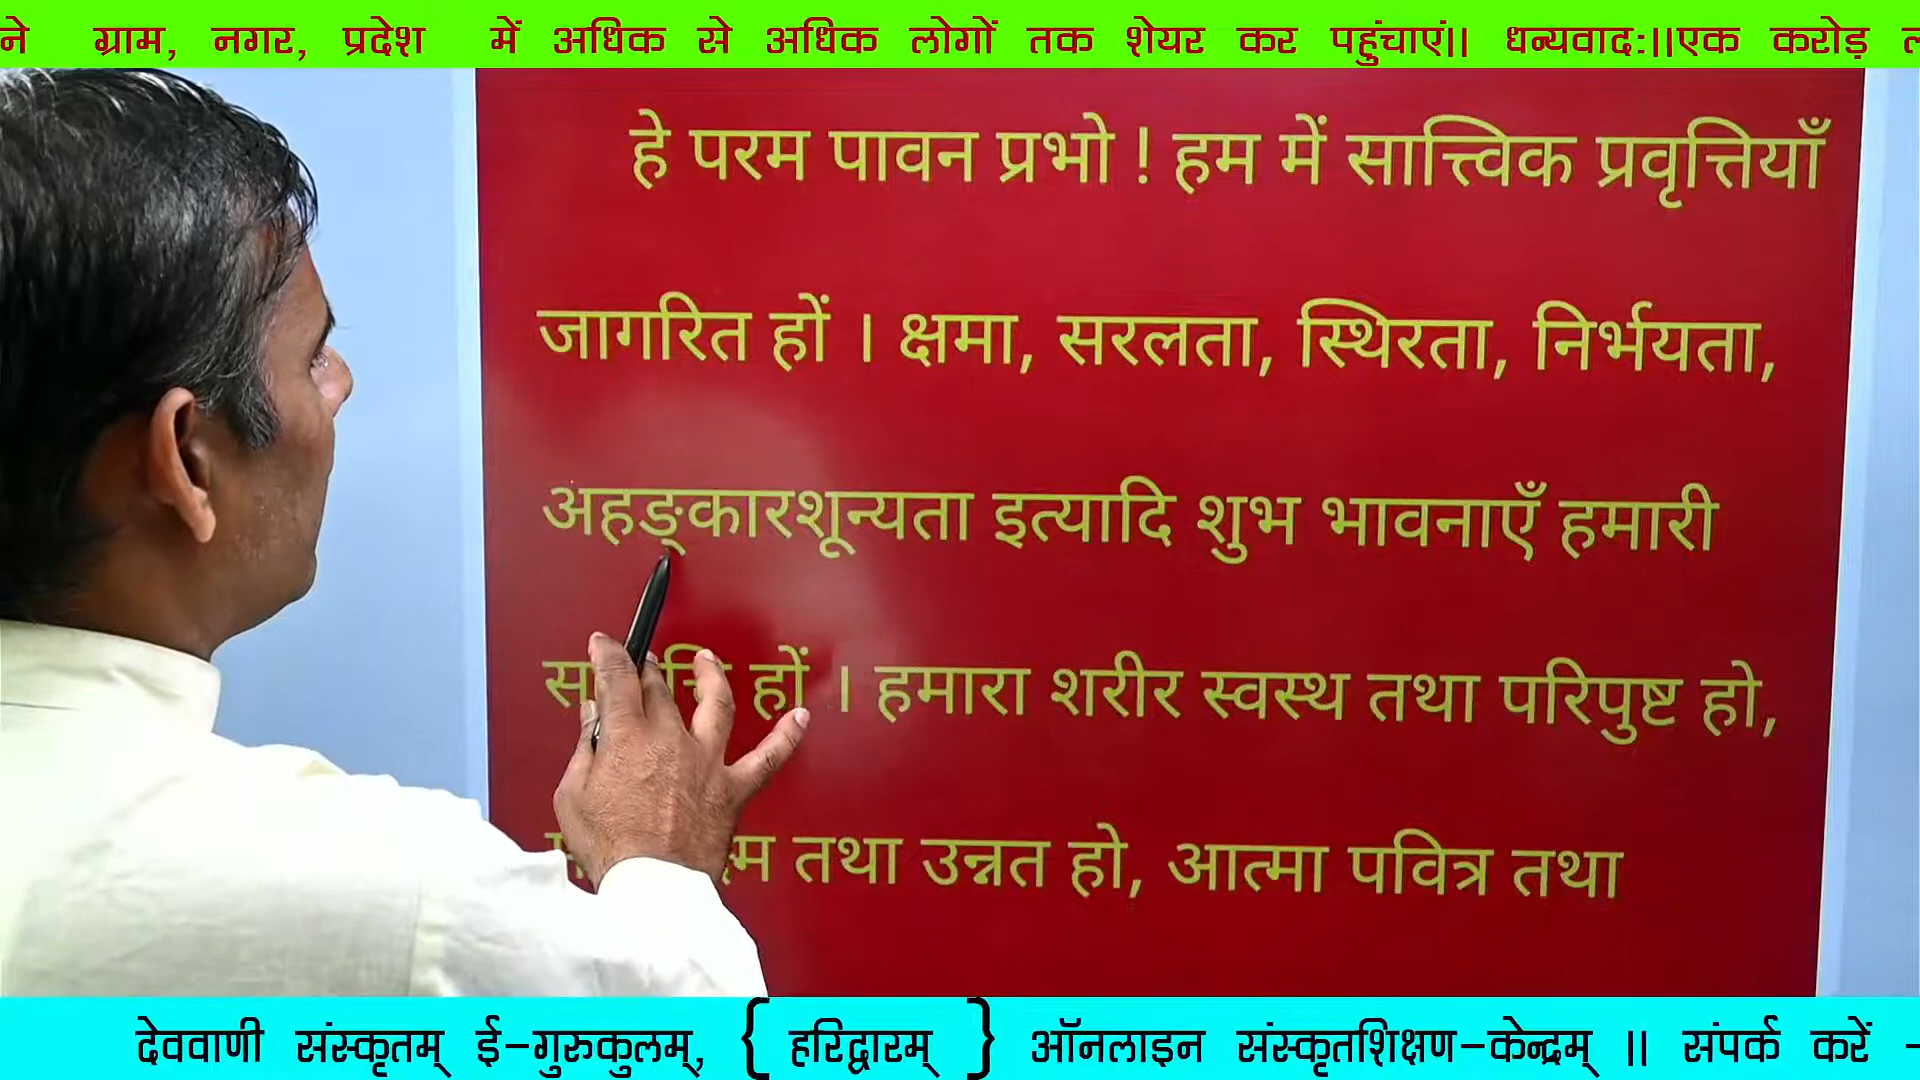 ने ग्राम, नगर, प्रदेश में अधिक से अधिक लोगों तक शेयर कर पहुंचाएं॥ धन्यवाद:॥एक करोड़
हे परम पावन प्रभो ! हम में सात्त्विक प्रवृत्तियाँ
जागरित हों । क्षमा, सरलता, स्थिरता, निर्भयता,
अहङ्कारशून्यता इत्यादि शुभ भावनाएँ हमारी
हों । हमारा शरीर स्वस्थ तथा परिपुष्ट हो,
तथा उन्नत हो, आत्मा पवित्र तथा
देववाणी संस्कृतम् ई-गुरुकुलम्, { हरिद्वारम् } ऑनलाइन संस्कृतशिक्षण-केन्द्रम् ॥ संपर्क करें -